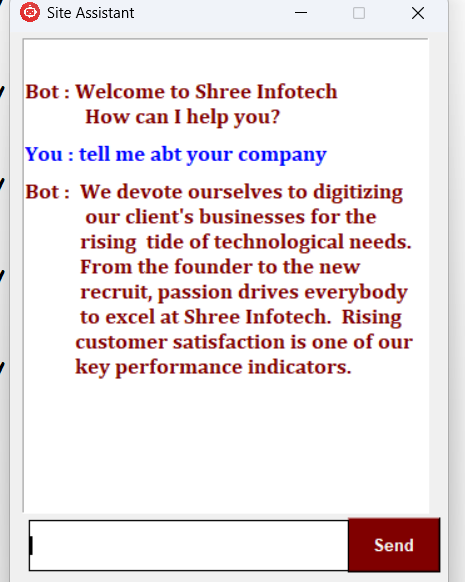 Site Assistant
Bot : Welcome to Shree Infotech
How can I help you?
You : tell me abt your company
Bot : We devote ourselves to digitizing
our client's businesses for the
rising tide of technological needs.
From the founder to the new
recruit, passion drives everybody
to excel at Shree Infotech. Rising
customer satisfaction is one of our
key performance indicators.
Send